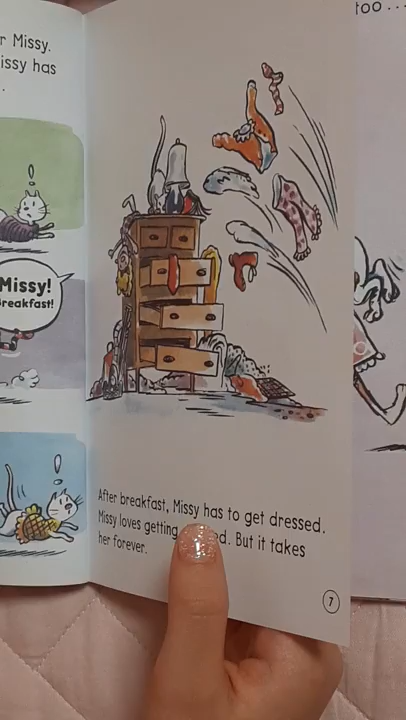 r Missy.
issy has
.
!
Missy!
reakfast!
!
After breakfast, Missy has to get dressed.
Missy loves getting d. But it takes
her forever.
7
too ...